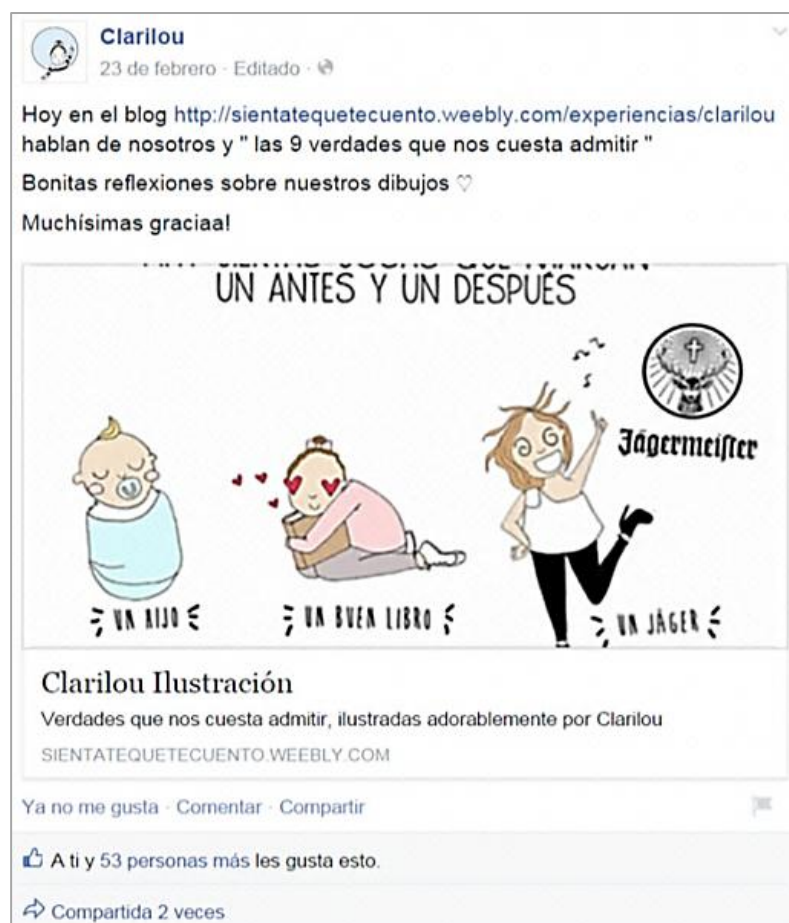 Clarilou
23 de febrero · Editado ·
Hoy en el blog http://sientatequetecuento.weebly.com/experiencias/clarilou
hablan de nosotros y " las 9 verdades que nos cuesta admitir "
Bonitas reflexiones sobre nuestros dibujos ♡
Muchísimas graciaa!
UN ANTES Y UN DESPUÉS
Jägermeister
UN HIJO
UN BUEN LIBRO
UN JÄGER
Clarilou Ilustración
Verdades que nos cuesta admitir, ilustradas adorablemente por Clarilou
SIENTATEQUETECUENTO.WEEBLY.COM
Ya no me gusta · Comentar · Compartir
A ti y 53 personas más les gusta esto.
Compartida 2 veces